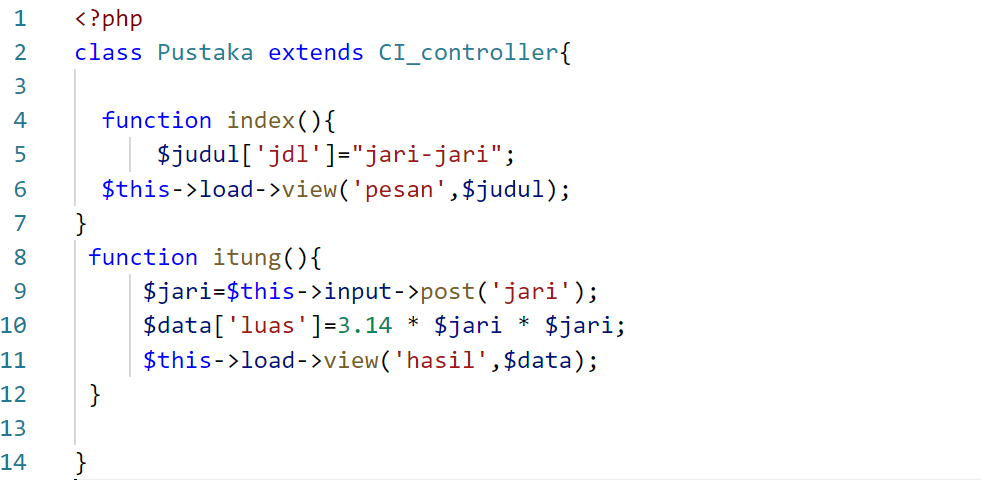 1 <?php
2 class Pustaka extends CI_controller{
3
4   function index(){
5       $judul['jdl']="jari-jari";
6   $this->load->view('pesan',$judul);
7 }
8  function itung(){
9      $jari=$this->input->post('jari');
10      $data['luas']=3.14 * $jari * $jari;
11      $this->load->view('hasil',$data);
12  }
13
14 }